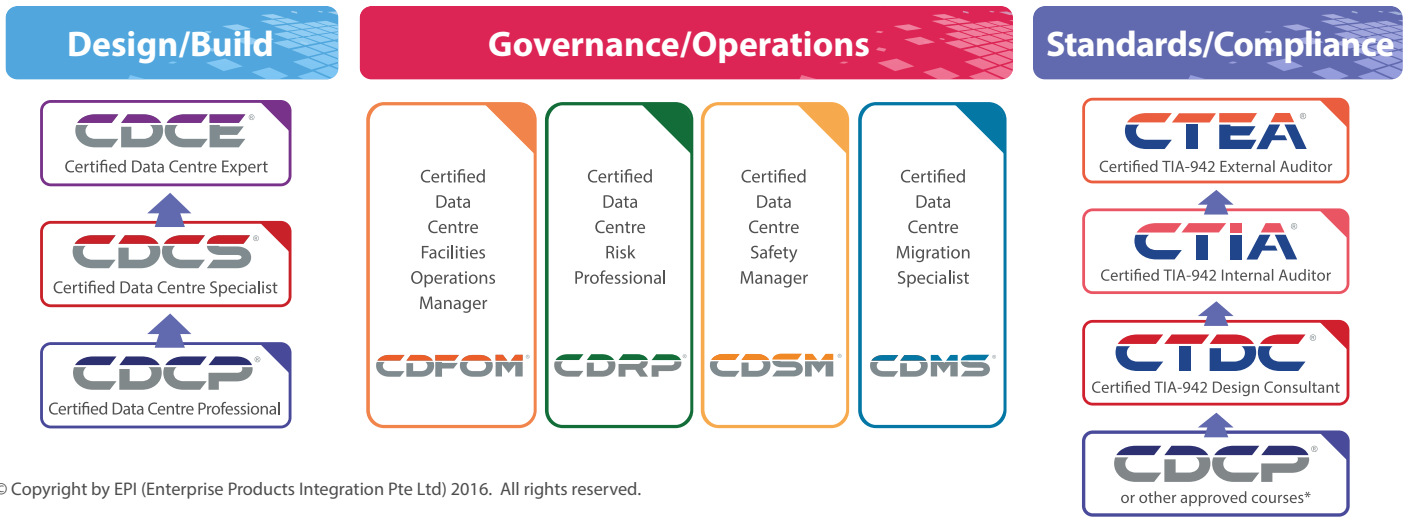 Design/Build
CDCE®
Certified Data Centre Expert
CDCS®
Certified Data Centre Specialist
CDCP®
Certified Data Centre Professional
Governance/Operations
Certified
Data
Centre
Facilities
Operations
Manager
CDFOM®
Certified
Data
Centre
Risk
Professional
CDRP®
Certified
Data
Centre
Safety
Manager
CDSM®
Certified
Data
Centre
Migration
Specialist
CDMS®
Standards/Compliance
CTEA®
Certified TIA-942 External Auditor
CTIA®
Certified TIA-942 Internal Auditor
CTDC®
Certified TIA-942 Design Consultant
CDCP®
or other approved courses*
© Copyright by EPI (Enterprise Products Integration Pte Ltd) 2016. All rights reserved.